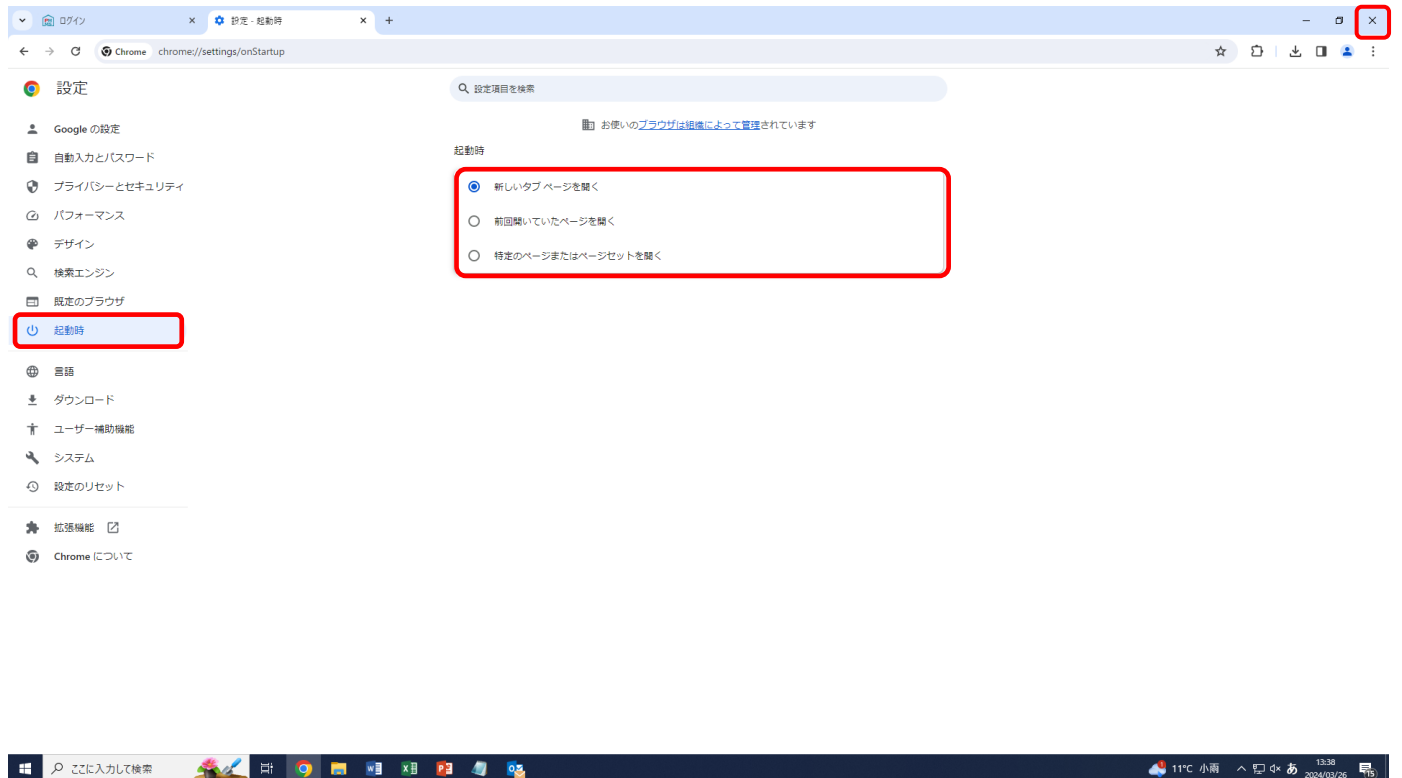 ログイン
設定 - 起動時
Chrome chrome://settings/onStartup
設定
設定項目を検索
お使いのブラウザは組織によって管理されています
Google の設定
自動入力とパスワード
プライバシーとセキュリティ
パフォーマンス
デザイン
検索エンジン
既定のブラウザ
起動時
言語
ダウンロード
ユーザー補助機能
システム
設定のリセット
拡張機能
Chrome について
起動時
新しいタブ ページを開く
前回開いていたページを開く
特定のページまたはページセットを開く
ここに入力して検索
11°C 小雨
あ
13:38
2024/03/26
15